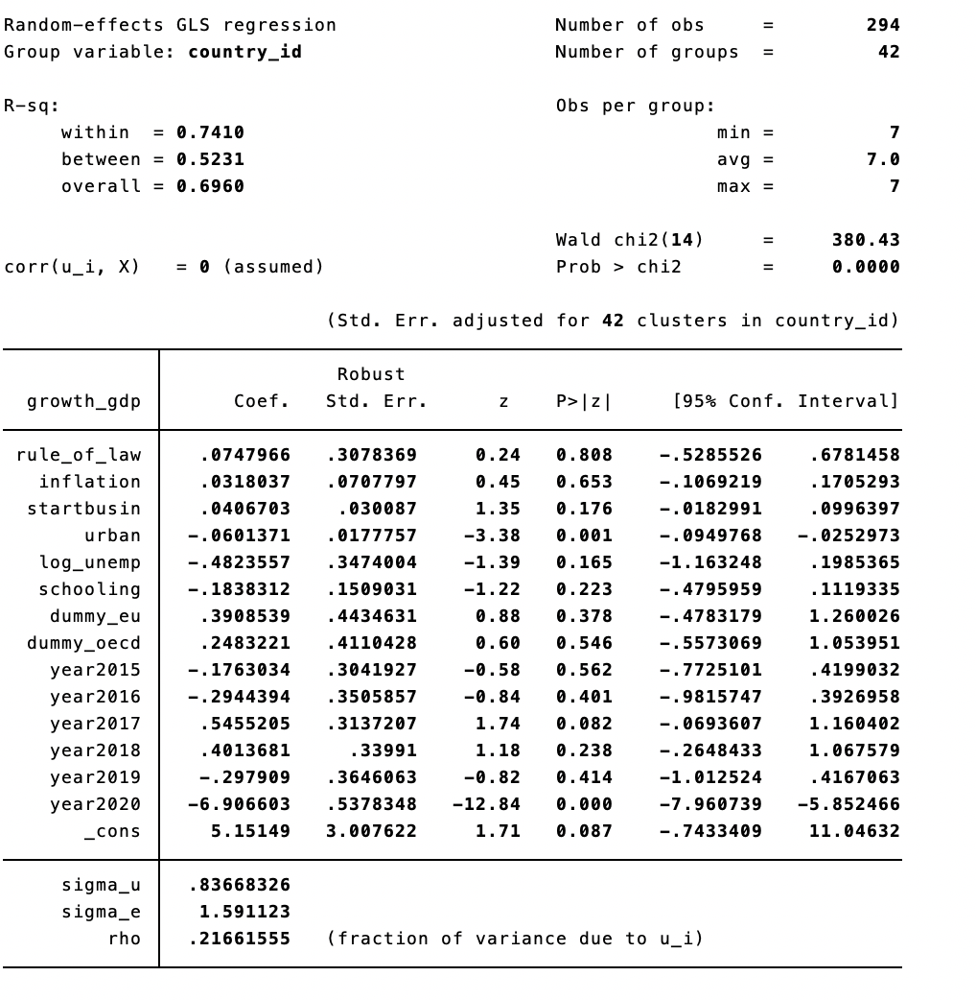 Random-effects GLS regression Number of obs = 294
Group variable: country_id Number of groups = 42
R-sq: Obs per group:
within = 0.7410 min = 7
between = 0.5231 avg = 7.0
overall = 0.6960 max = 7
Wald chi2(14) = 380.43
corr(u_i, X) = 0 (assumed) Prob > chi2 = 0.0000
(Std. Err. adjusted for 42 clusters in country_id)
Robust
growth_gdp Coef. Std. Err. z P>|z| [95% Conf. Interval]
rule_of_law .0747966 .3078369 0.24 0.808 -.5285526 .6781458
inflation .0318037 .0707797 0.45 0.653 -.1069219 .1705293
startbusin .0406703 .030087 1.35 0.176 -.0182991 .0996397
urban -.0601371 .0177757 -3.38 0.001 -.0949768 -.0252973
log_unemp -.4823557 .3474004 -1.39 0.165 -1.163248 .1985365
schooling -.1838312 .1509031 -1.22 0.223 -.4795959 .1119335
dummy_eu .3908539 .4434631 0.88 0.378 -.4783179 1.260026
dummy_oecd .2483221 .4110428 0.60 0.546 -.5573069 1.053951
year2015 -.1763034 .3041927 -0.58 0.562 -.7725101 .4199032
year2016 -.2944394 .3505857 -0.84 0.401 -.9815747 .3926958
year2017 .5455205 .3137207 1.74 0.082 -.0693607 1.160402
year2018 .4013681 .33991 1.18 0.238 -.2648433 1.067579
year2019 -.297909 .3646063 -0.82 0.414 -1.012524 .4167063
year2020 -6.906603 .5378348 -12.84 0.000 -7.960739 -5.852466
_cons 5.15149 3.007622 1.71 0.087 -.7433409 11.04632
sigma_u .83668326
sigma_e 1.591123
rho .21661555 (fraction of variance due to u_i)